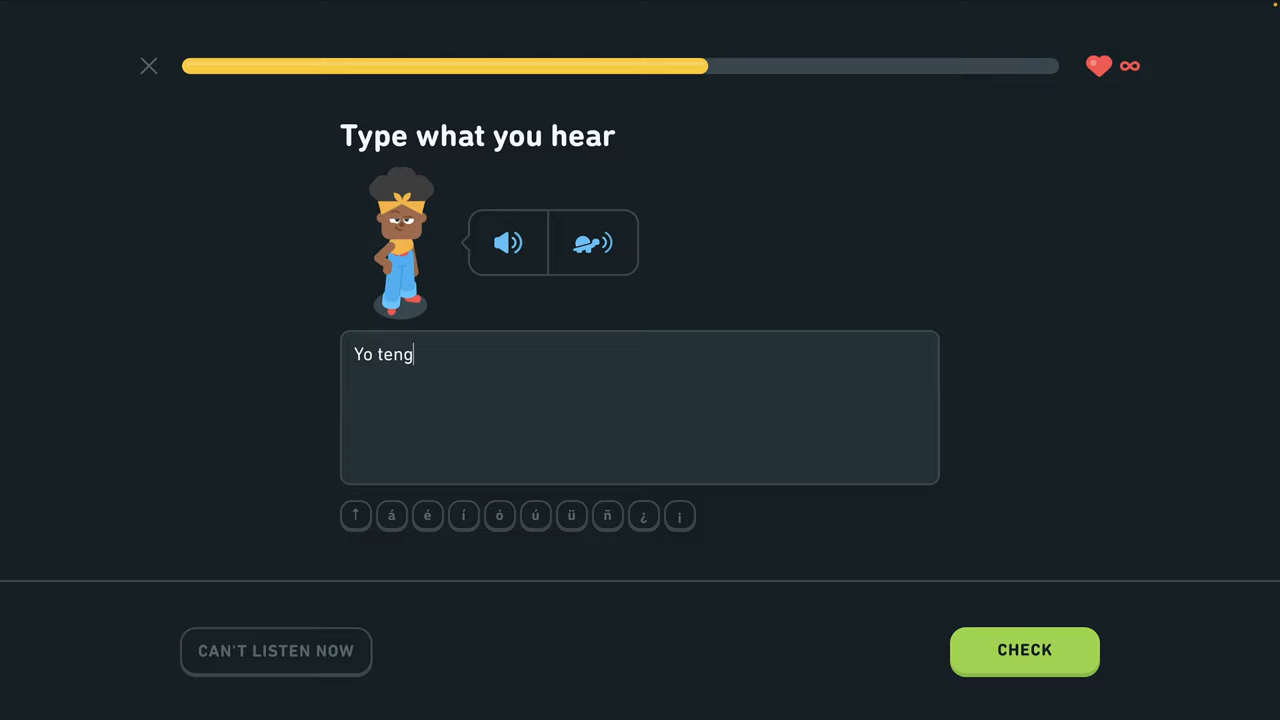 ∞
Type what you hear
Yo teng
↑ á é í ó ú ü ñ ¿ ¡
CAN'T LISTEN NOW
CHECK